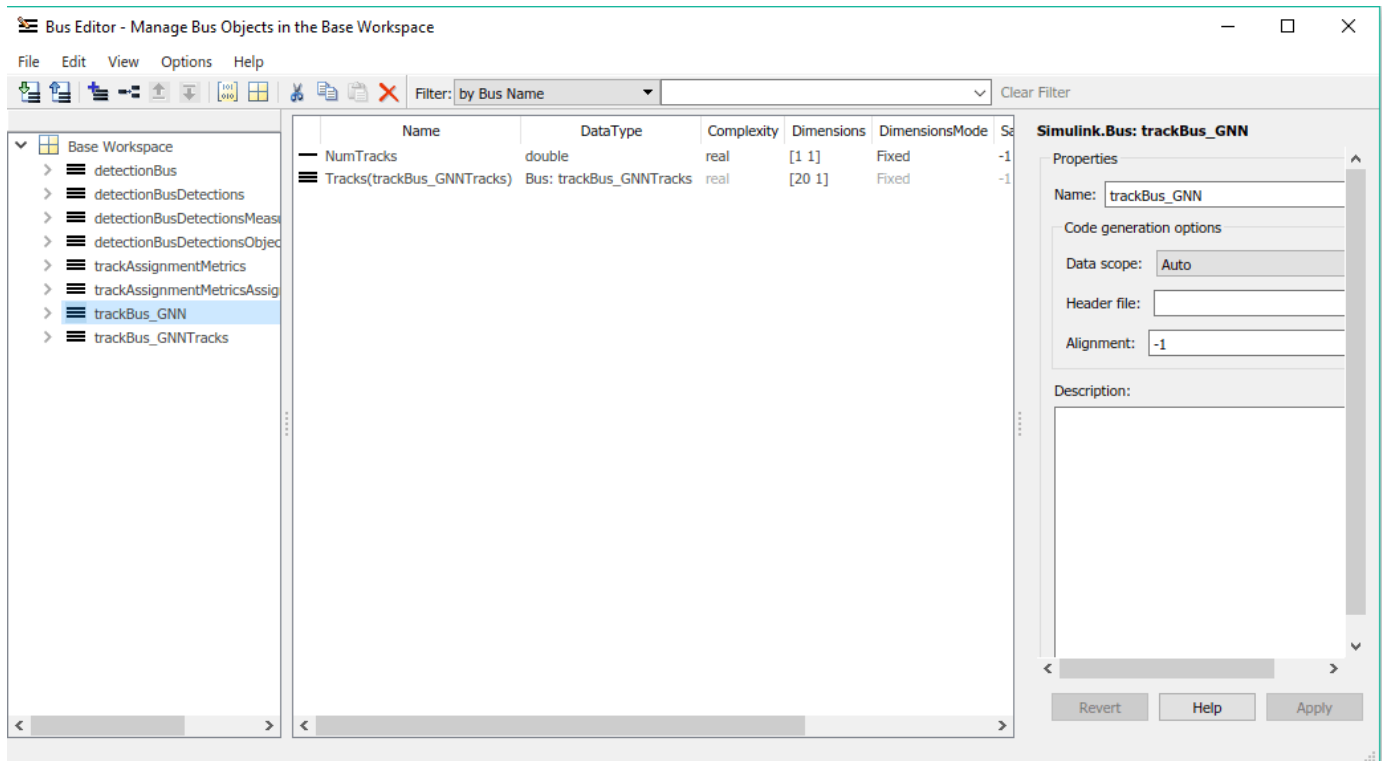 Bus Editor - Manage Bus Objects in the Base Workspace
File Edit View Options Help
Filter: by Bus Name Clear Filter
Base Workspace
detectionBus
detectionBusDetections
detectionBusDetectionsMeasu
detectionBusDetectionsObjec
trackAssignmentMetrics
trackAssignmentMetricsAssig
trackBus_GNN
trackBus_GNNTracks
Name DataType Complexity Dimensions DimensionsMode Sa
NumTracks double real [1 1] Fixed -1
Tracks(trackBus_GNNTracks) Bus: trackBus_GNNTracks real [20 1] Fixed -1
Simulink.Bus: trackBus_GNN
Properties
Name: trackBus_GNN
Code generation options
Data scope: Auto
Header file:
Alignment: -1
Description:
Revert Help Apply